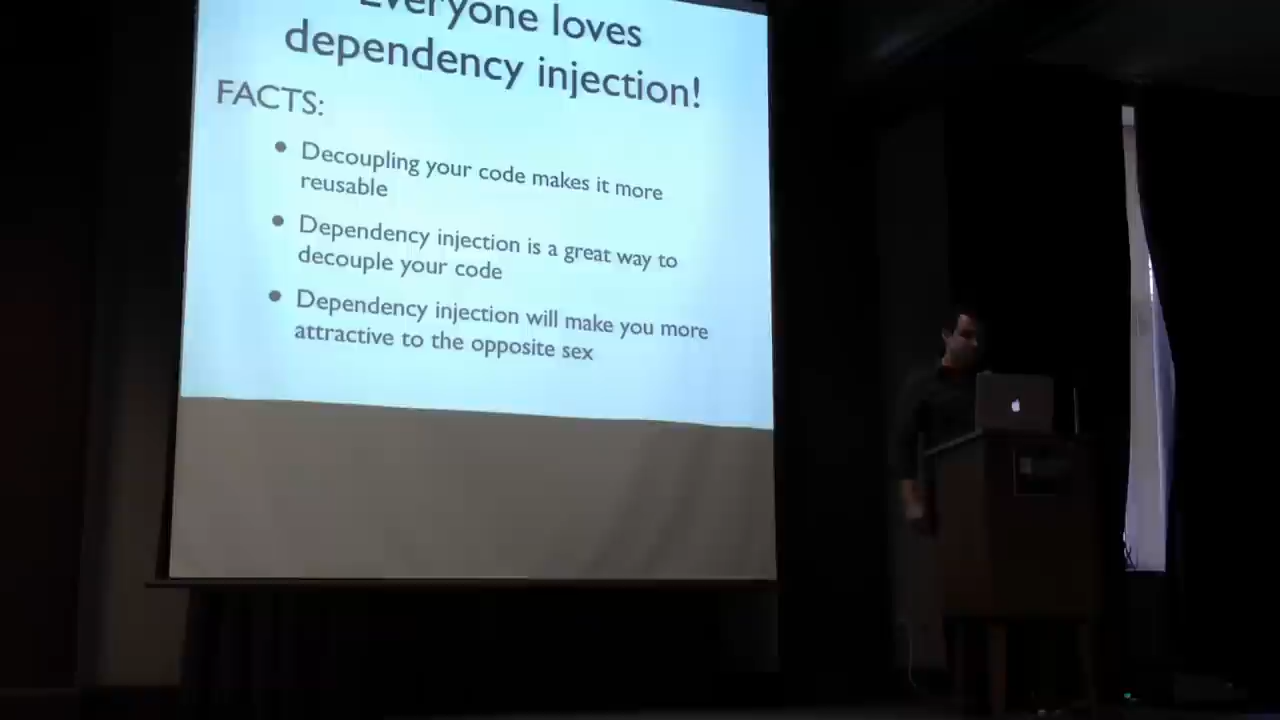 Everyone loves
dependency injection!
FACTS:
• Decoupling your code makes it more
reusable
• Dependency injection is a great way to
decouple your code
• Dependency injection will make you more
attractive to the opposite sex